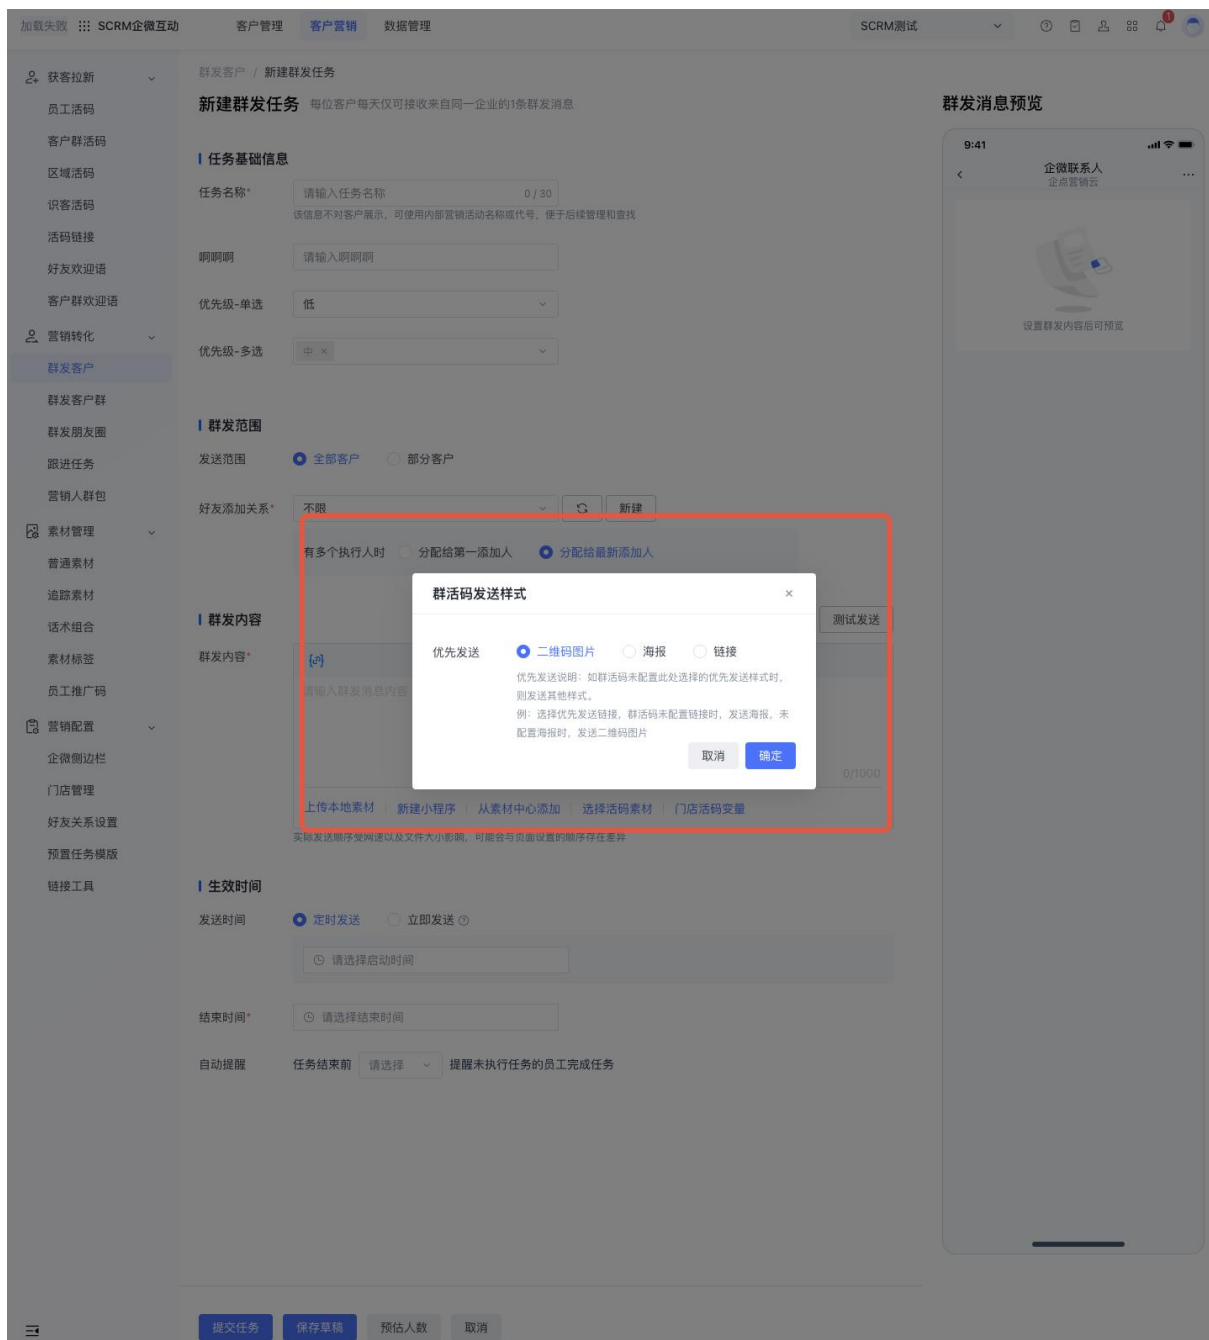 加载失败 SCRM企微互动 客户管理 客户营销 数据管理 SCRM测试 1
获客拉新
员工活码
客户群活码
区域活码
识客活码
活码链接
好友欢迎语
客户群欢迎语
营销转化
群发客户
群发客户群
群发朋友圈
跟进任务
营销人群包
素材管理
普通素材
追踪素材
话术组合
素材标签
员工推广码
营销配置
企微侧边栏
门店管理
好友关系设置
预置任务模版
链接工具
群发客户 / 新建群发任务
新建群发任务 每位客户每天仅可接收来自同一企业的1条群发消息
任务基础信息
任务名称* 请输入任务名称 0 / 30
该信息不对客户展示,可使用内部营销活动名称或代号,便于后续管理和查找
啊啊啊 请输入啊啊啊
优先级-单选 低
优先级-多选 中 ×
群发范围
发送范围 全部客户 部分客户
好友添加关系* 不限 新建
有多个执行人时 分配给第一添加人 分配给最新添加人
群发内容 测试发送
群发内容*
请输入群发消息内容
0/1000
群活码发送样式 ×
优先发送 二维码图片 海报 链接
优先发送说明:如群活码未配置此处选择的优先发送样式时,
则发送其他样式。
例:选择优先发送链接,群活码未配置链接时,发送海报,未
配置海报时,发送二维码图片
取消 确定
上传本地素材 新建小程序 从素材中心添加 选择活码素材 门店活码变量
实际发送顺序受网速以及文件大小影响,可能会与页面设置的顺序存在差异
生效时间
发送时间 定时发送 立即发送
请选择启动时间
结束时间* 请选择结束时间
自动提醒 任务结束前 请选择 提醒未执行任务的员工完成任务
提交任务 保存草稿 预估人数 取消
群发消息预览
9:41
企微联系人
企点营销云
设置群发内容后可预览